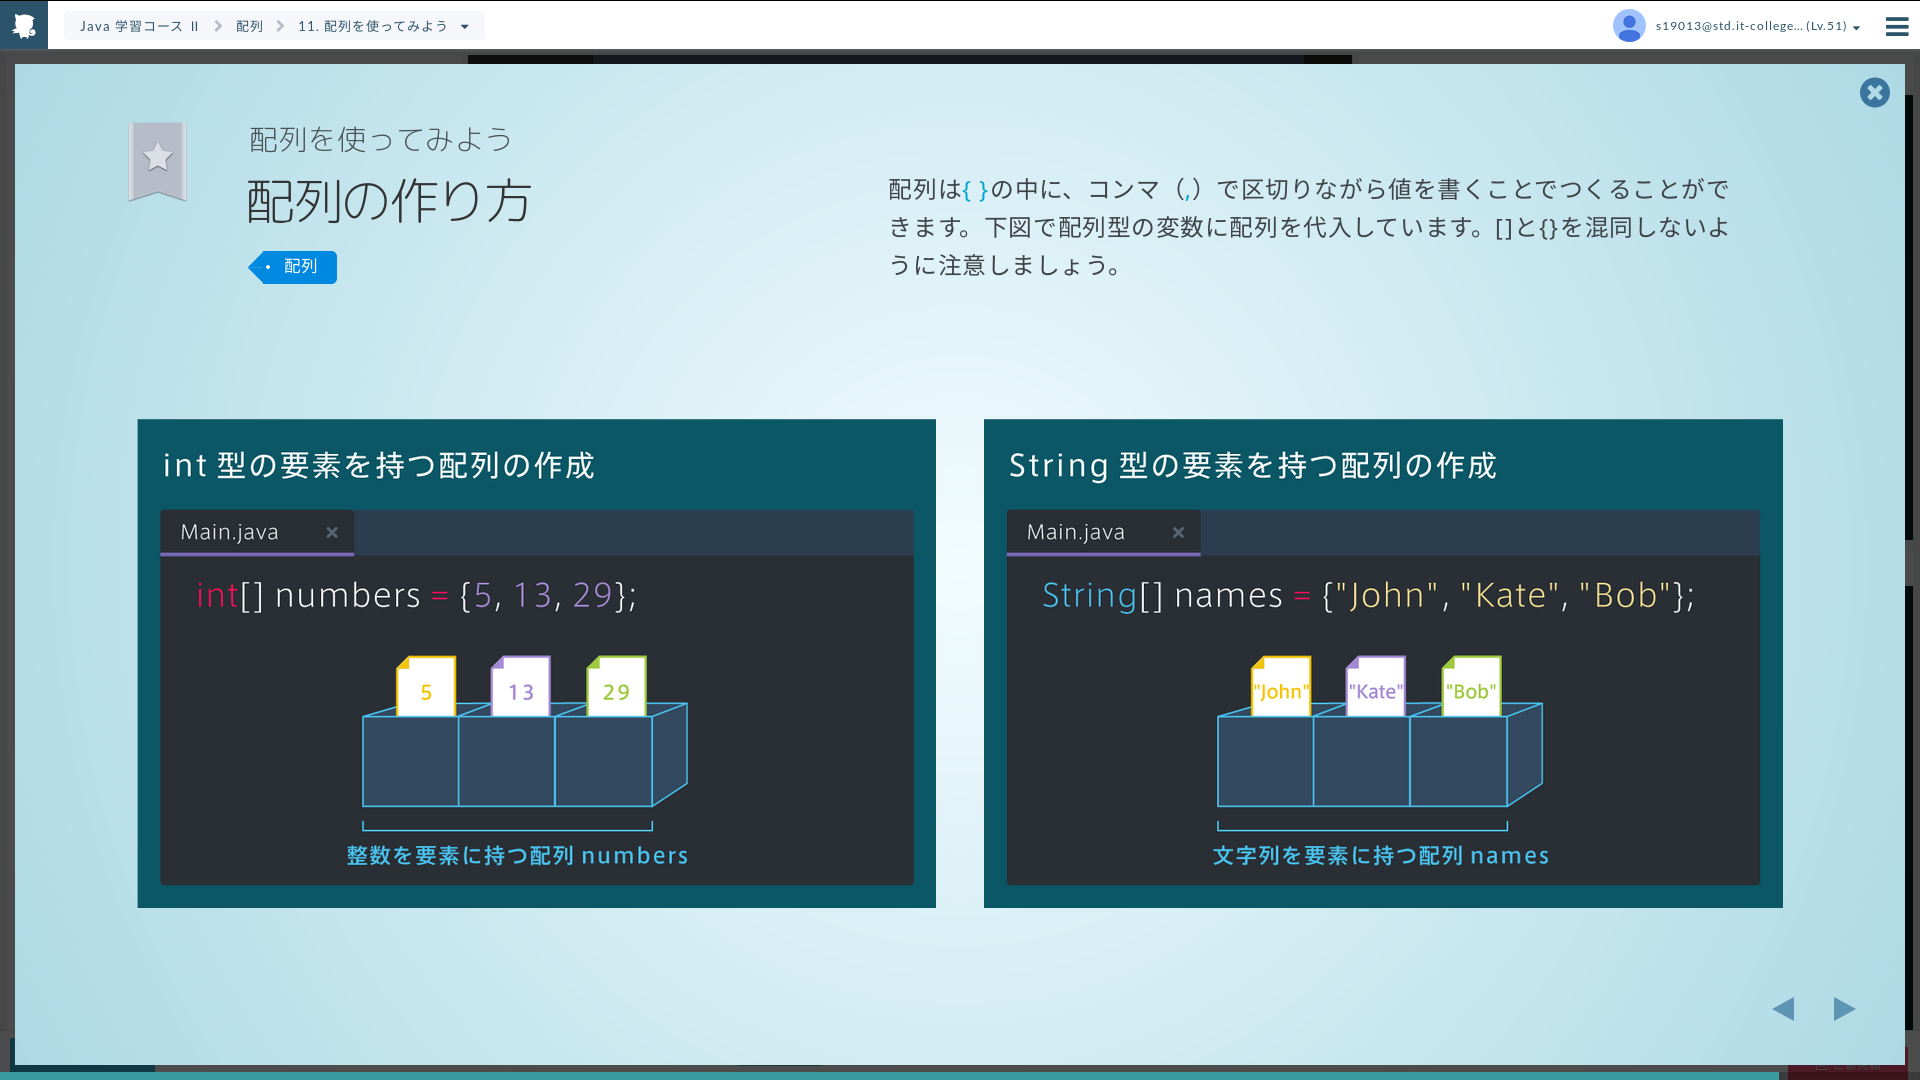 Java 学習コース Ⅱ 配列 11. 配列を使ってみよう
s19013@std.it-college... (Lv.51)
配列を使ってみよう
配列の作り方
配列
配列は{ }の中に、コンマ（,）で区切りながら値を書くことでつくることがで
きます。下図で配列型の変数に配列を代入しています。[]と{}を混同しないよ
うに注意しましょう。
int 型の要素を持つ配列の作成
Main.java
int[] numbers = {5, 13, 29};
5 13 29
整数を要素に持つ配列 numbers
String 型の要素を持つ配列の作成
Main.java
String[] names = {"John", "Kate", "Bob"};
"John" "Kate" "Bob"
文字列を要素に持つ配列 names